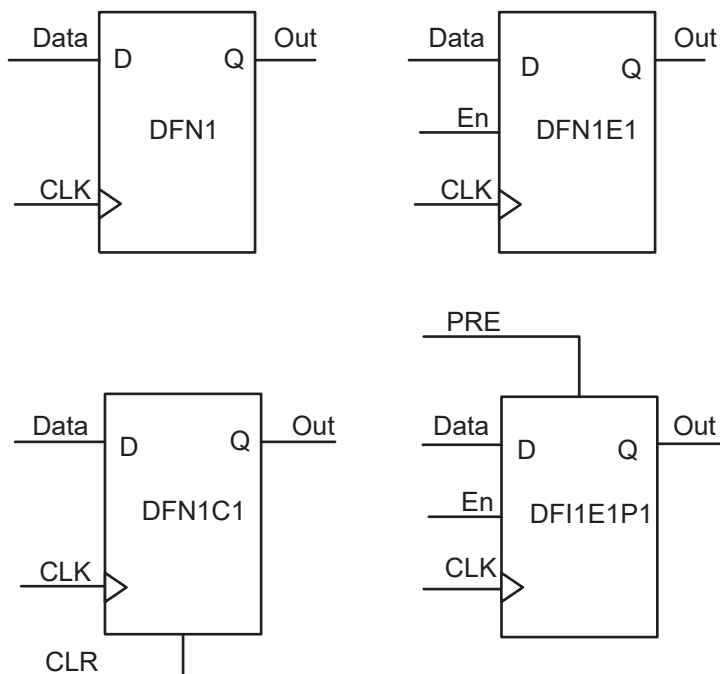 Data
Out
D
Q
DFN1
CLK
Data
Out
D
Q
En
DFN1E1
CLK
Data
Out
D
Q
DFN1C1
CLK
CLR
PRE
Data
Out
D
Q
En
DFI1E1P1
CLK